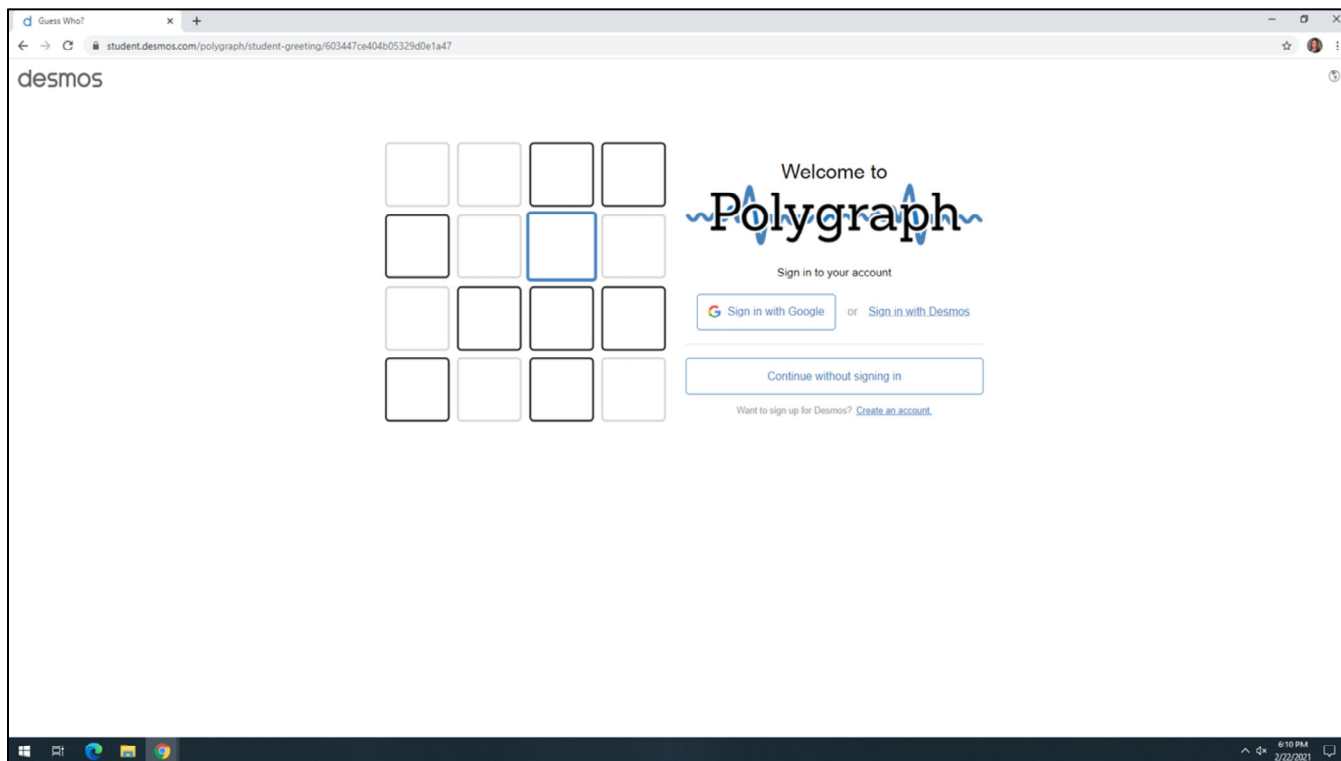 Guess Who?
student.desmos.com/polygraph/student-greeting/603447ce404b05329d0e1a47
desmos
Welcome to
Polygraph
Sign in to your account
Sign in with Google or Sign in with Desmos
Continue without signing in
Want to sign up for Desmos? Create an account.
6:10 PM
2/22/2021